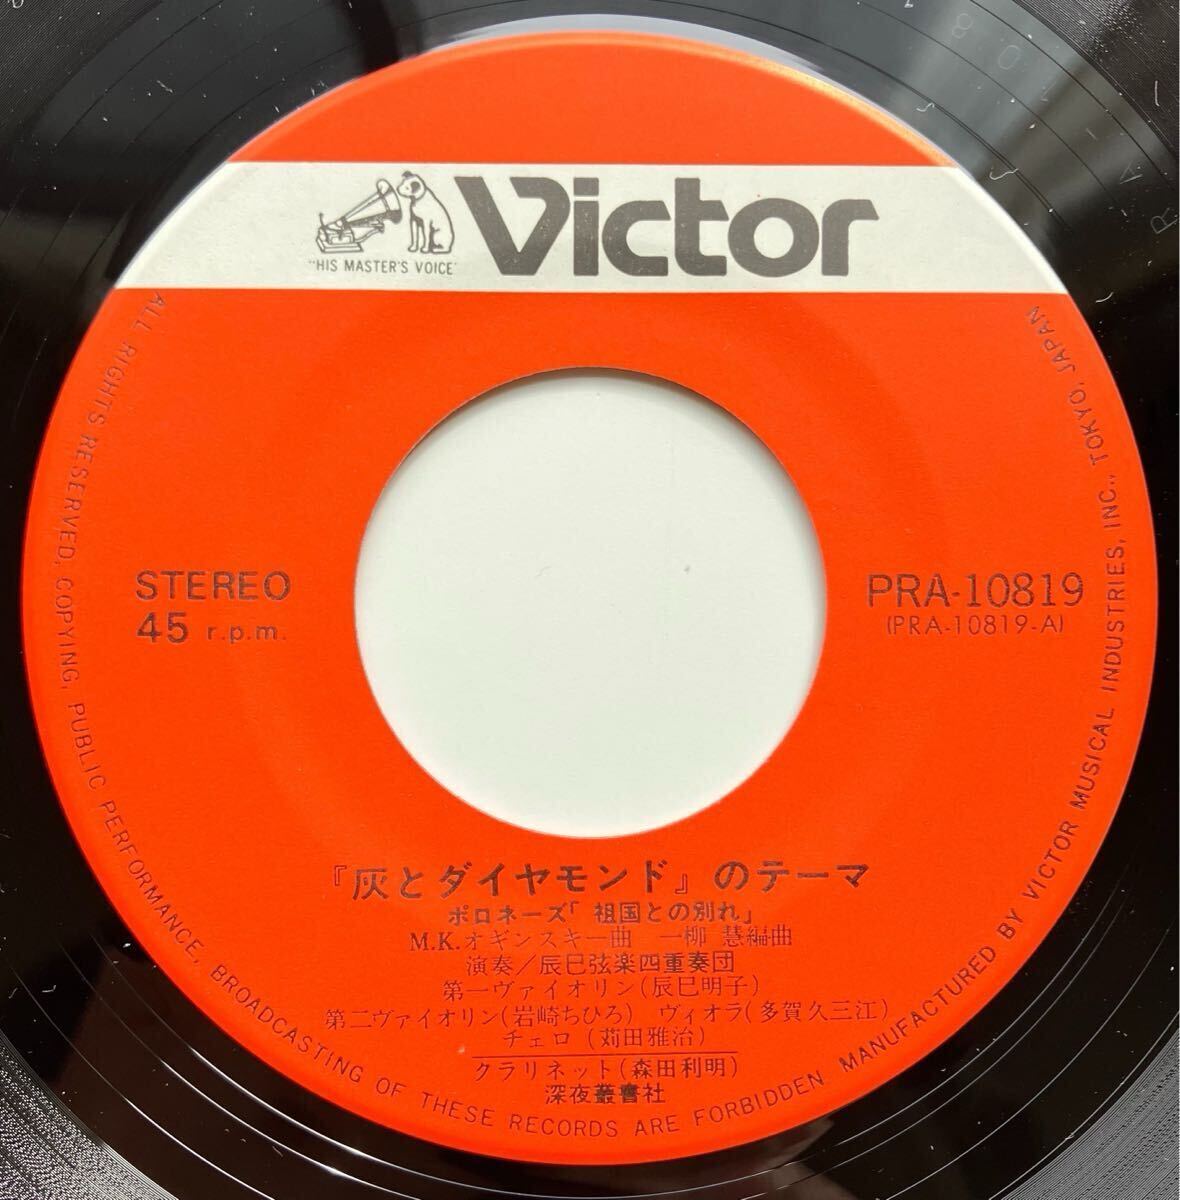 "HIS MASTER'S VOICE"
Victor
STEREO
45 r.p.m.
PRA-10819
(PRA-10819-A)
『灰とダイヤモンド』のテーマ
ポロネーズ「祖国との別れ」
M.K.オギンスキー曲 一柳 慧編曲
演奏／辰巳弦楽四重奏団
第一ヴァイオリン(辰巳明子)
第二ヴァイオリン(岩崎ちひろ) ヴィオラ(多賀久三江)
チェロ(苅田雅治)
クラリネット(森田利明)
深夜叢書社
ALL RIGHTS RESERVED, COPYING, PUBLIC PERFORMANCE, BROADCASTING OF THESE RECORDS ARE FORBIDDEN MANUFACTURED BY VICTOR MUSICAL INDUSTRIES, INC., TOKYO, JAPAN